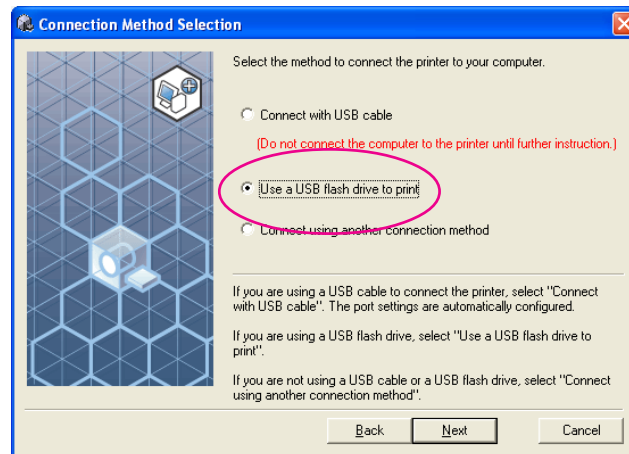 Connection Method Selection
Select the method to connect the printer to your computer.
Connect with USB cable
(Do not connect the computer to the printer until further instruction.)
Use a USB flash drive to print
Connect using another connection method
If you are using a USB cable to connect the printer, select "Connect
with USB cable". The port settings are automatically configured.
If you are using a USB flash drive, select "Use a USB flash drive to
print".
If you are not using a USB cable or a USB flash drive, select "Connect
using another connection method".
Back Next Cancel